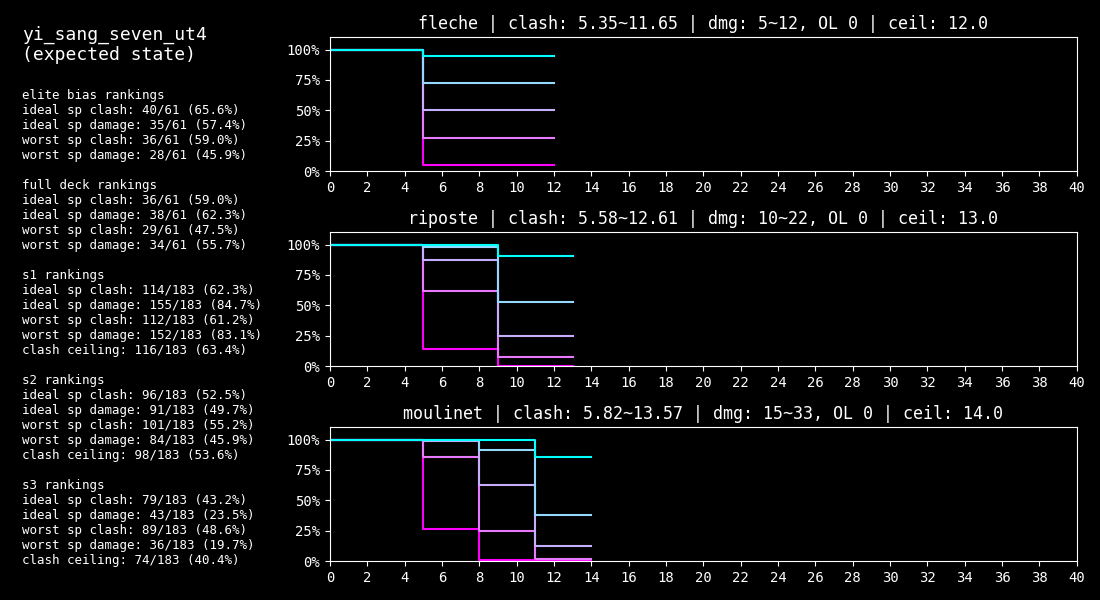 yi_sang_seven_ut4
(expected state)
elite bias rankings
ideal sp clash: 40/61 (65.6%)
ideal sp damage: 35/61 (57.4%)
worst sp clash: 36/61 (59.0%)
worst sp damage: 28/61 (45.9%)
full deck rankings
ideal sp clash: 36/61 (59.0%)
ideal sp damage: 38/61 (62.3%)
worst sp clash: 29/61 (47.5%)
worst sp damage: 34/61 (55.7%)
s1 rankings
ideal sp clash: 114/183 (62.3%)
ideal sp damage: 155/183 (84.7%)
worst sp clash: 112/183 (61.2%)
worst sp damage: 152/183 (83.1%)
clash ceiling: 116/183 (63.4%)
s2 rankings
ideal sp clash: 96/183 (52.5%)
ideal sp damage: 91/183 (49.7%)
worst sp clash: 101/183 (55.2%)
worst sp damage: 84/183 (45.9%)
clash ceiling: 98/183 (53.6%)
s3 rankings
ideal sp clash: 79/183 (43.2%)
ideal sp damage: 43/183 (23.5%)
worst sp clash: 89/183 (48.6%)
worst sp damage: 36/183 (19.7%)
clash ceiling: 74/183 (40.4%)
fleche | clash: 5.35~11.65 | dmg: 5~12, OL 0 | ceil: 12.0
100%
75%
50%
25%
0%
0 2 4 6 8 10 12 14 16 18 20 22 24 26 28 30 32 34 36 38 40
riposte | clash: 5.58~12.61 | dmg: 10~22, OL 0 | ceil: 13.0
100%
75%
50%
25%
0%
0 2 4 6 8 10 12 14 16 18 20 22 24 26 28 30 32 34 36 38 40
moulinet | clash: 5.82~13.57 | dmg: 15~33, OL 0 | ceil: 14.0
100%
75%
50%
25%
0%
0 2 4 6 8 10 12 14 16 18 20 22 24 26 28 30 32 34 36 38 40